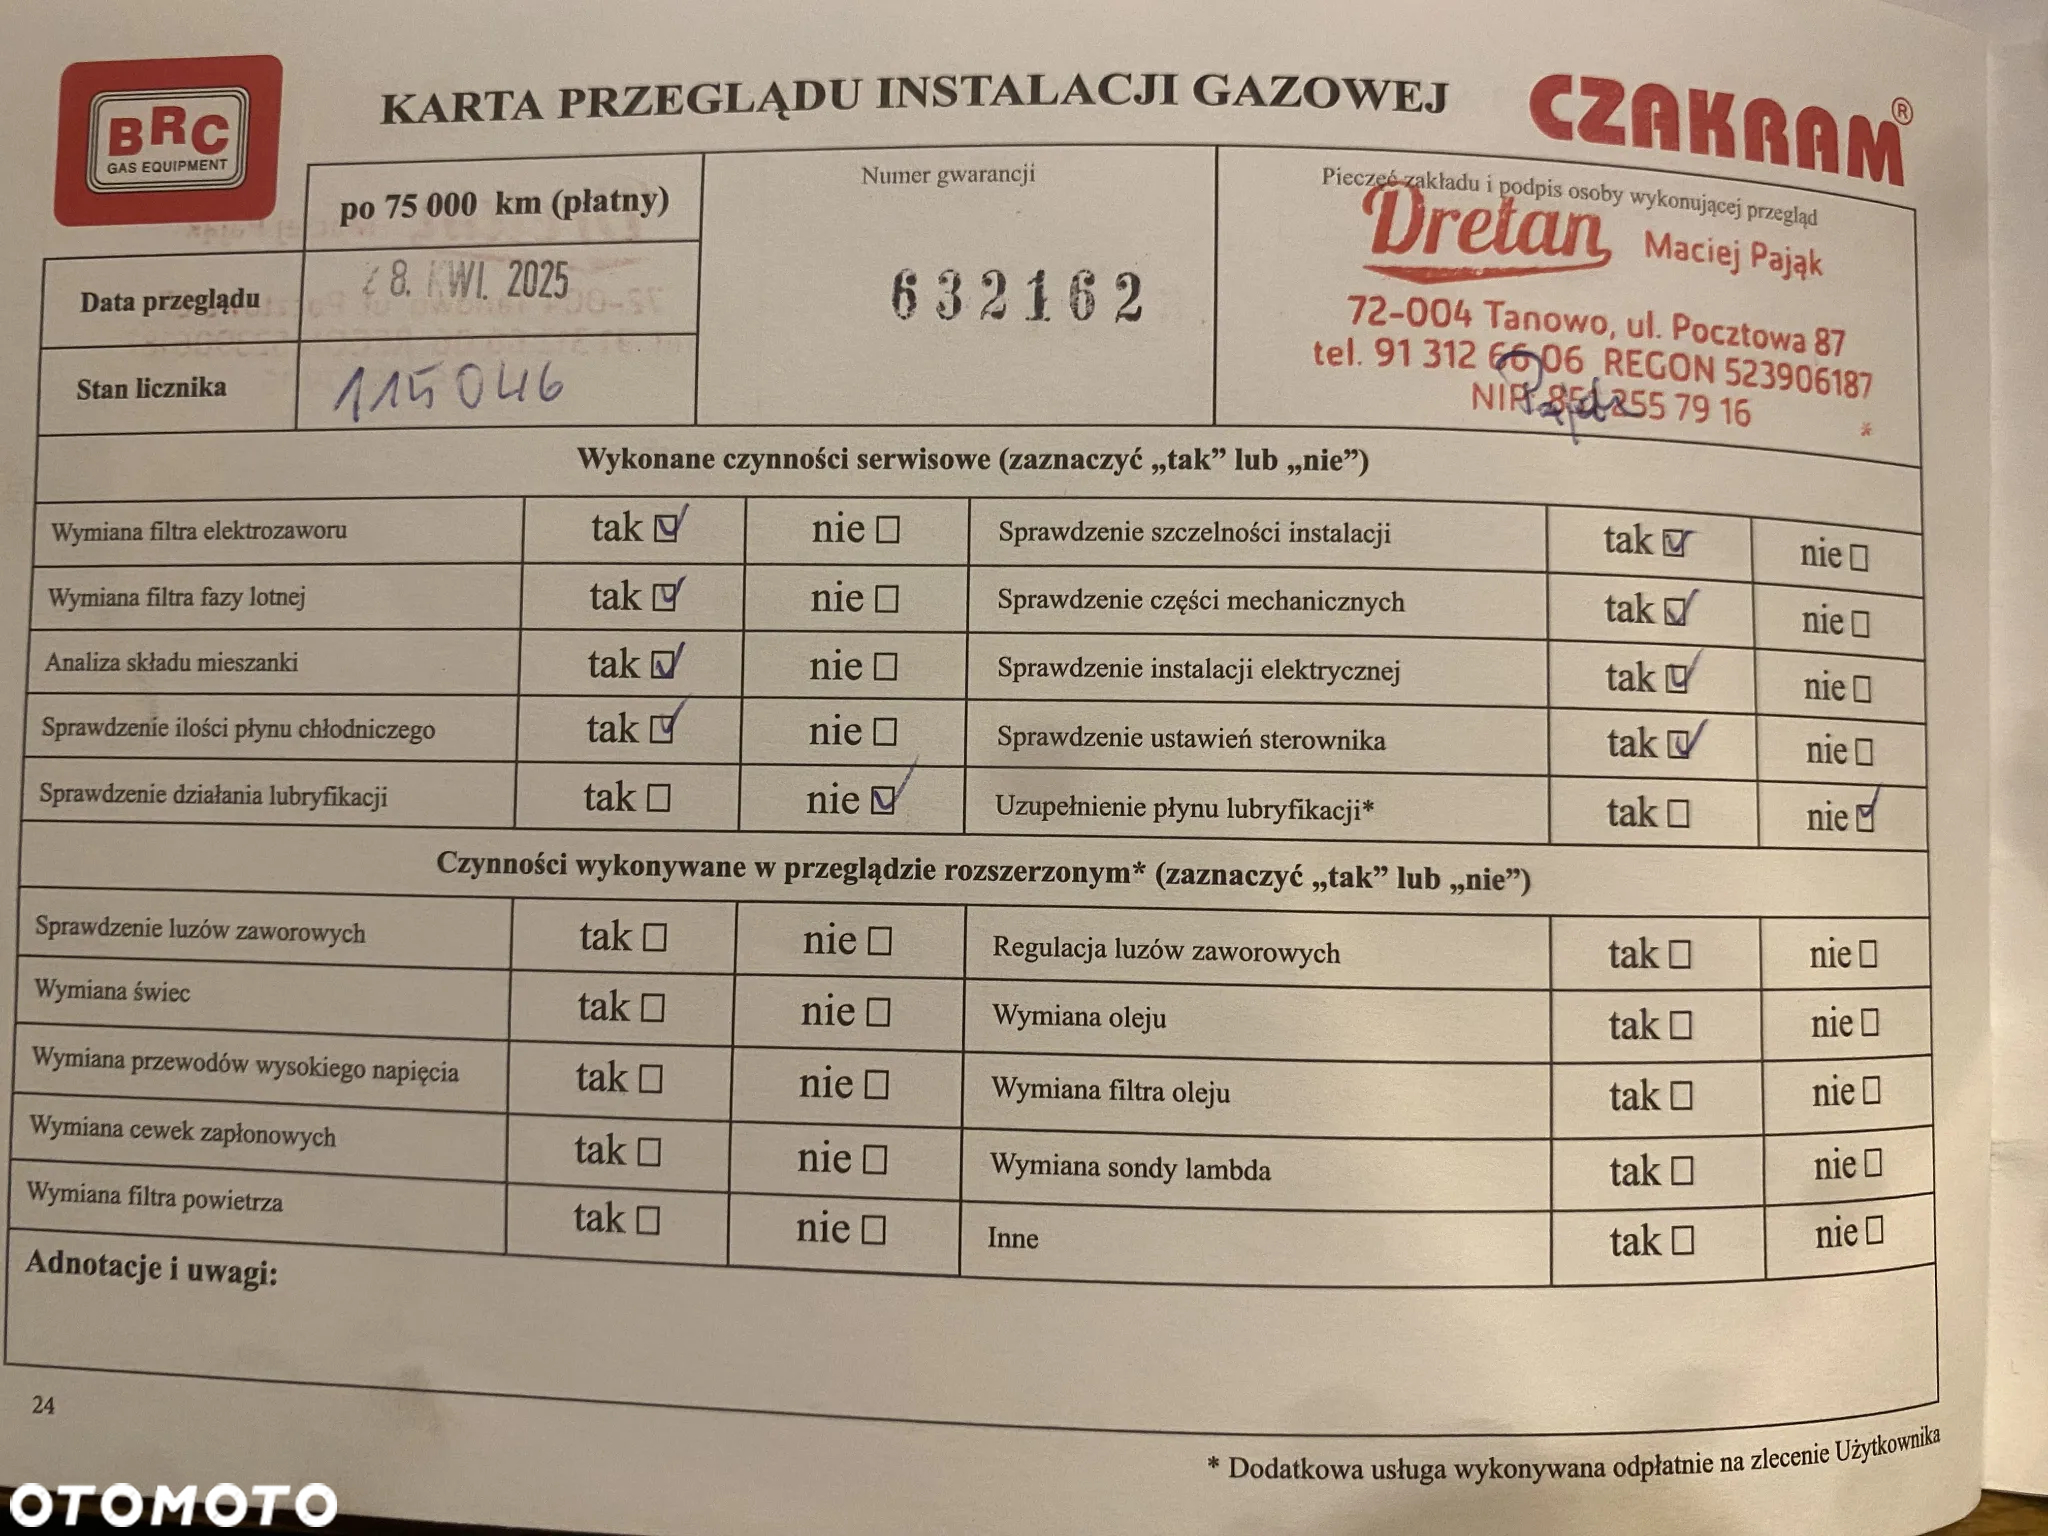 BRC
GAS EQUIPMENT
KARTA PRZEGLĄDU INSTALACJI GAZOWEJ
CZAKRAM®
po 75 000 km (płatny)
Numer gwarancji
Pieczęć zakładu i podpis osoby wykonującej przegląd
Data przeglądu
28. KWI. 2025
632162
Dretan Maciej Pająk
72-004 Tanowo, ul. Pocztowa 87
tel. 91 312 66 06 REGON 523906187
NIP 255 79 16
Stan licznika
115046
Wykonane czynności serwisowe (zaznaczyć „tak” lub „nie”)
Wymiana filtra elektrozaworu tak nie Sprawdzenie szczelności instalacji tak nie
Wymiana filtra fazy lotnej tak nie Sprawdzenie części mechanicznych tak nie
Analiza składu mieszanki tak nie Sprawdzenie instalacji elektrycznej tak nie
Sprawdzenie ilości płynu chłodniczego tak nie Sprawdzenie ustawień sterownika tak nie
Sprawdzenie działania lubryfikacji tak nie Uzupełnienie płynu lubryfikacji* tak nie
Czynności wykonywane w przeglądzie rozszerzonym* (zaznaczyć „tak” lub „nie”)
Sprawdzenie luzów zaworowych tak nie Regulacja luzów zaworowych tak nie
Wymiana świec tak nie Wymiana oleju tak nie
Wymiana przewodów wysokiego napięcia tak nie Wymiana filtra oleju tak nie
Wymiana cewek zapłonowych tak nie Wymiana sondy lambda tak nie
Wymiana filtra powietrza tak nie Inne tak nie
Adnotacje i uwagi:
24
* Dodatkowa usługa wykonywana odpłatnie na zlecenie Użytkownika
OTOMOTO